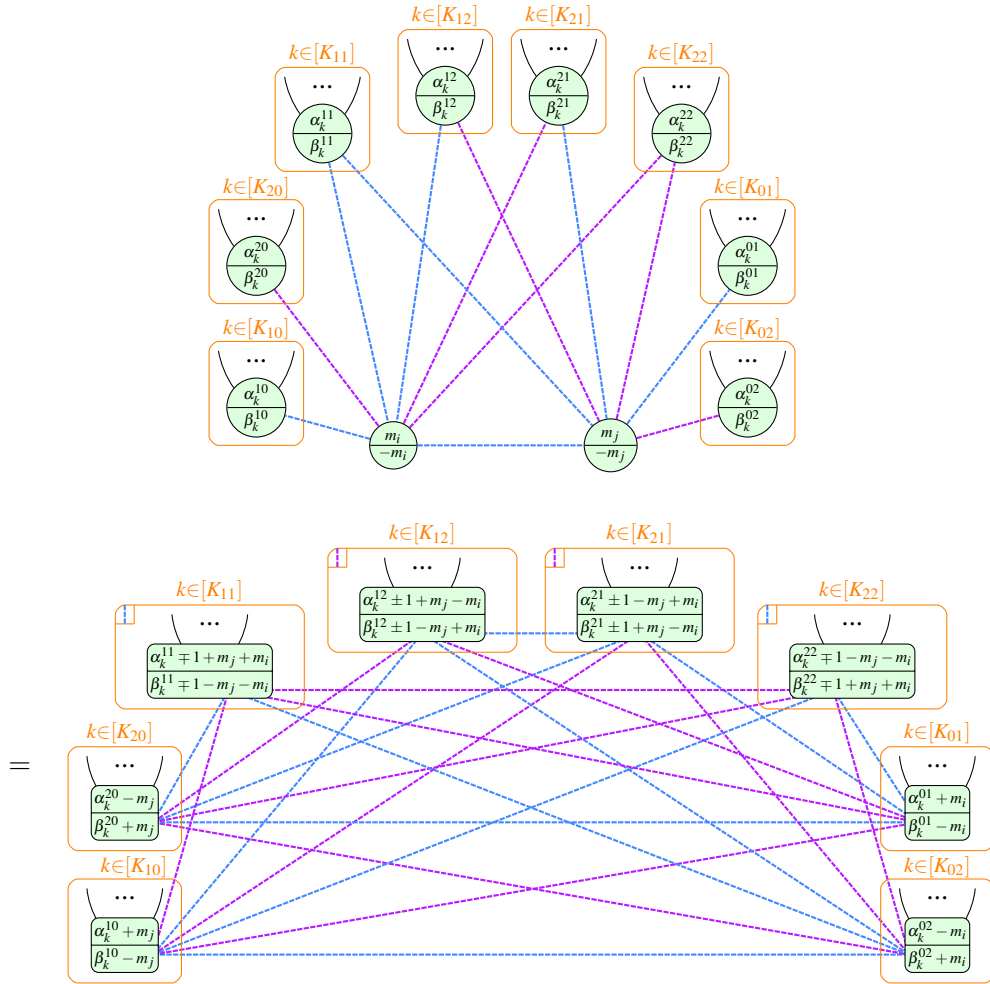 k∈[K₁₂] k∈[K₂₁]
k∈[K₁₁] ... ... k∈[K₂₂]
... α_k^{12} α_k^{21} ...
β_k^{12} β_k^{21}
α_k^{11} α_k^{22}
β_k^{11} β_k^{22}
k∈[K₂₀] k∈[K₀₁]
... ...
α_k^{20} α_k^{01}
β_k^{20} β_k^{01}
k∈[K₁₀] k∈[K₀₂]
... ...
α_k^{10} α_k^{02}
β_k^{10} β_k^{02}
m_i m_j
−m_i −m_j
k∈[K₁₂] k∈[K₂₁]
... ...
k∈[K₁₁] k∈[K₂₂]
α_k^{12} ± 1 + m_j − m_i α_k^{21} ± 1 − m_j + m_i
β_k^{12} ± 1 − m_j + m_i β_k^{21} ± 1 + m_j − m_i
... ...
α_k^{11} ∓ 1 + m_j + m_i α_k^{22} ∓ 1 − m_j − m_i
β_k^{11} ∓ 1 − m_j − m_i β_k^{22} ∓ 1 + m_j + m_i
k∈[K₂₀] k∈[K₀₁]
= ... ...
α_k^{20} − m_j α_k^{01} + m_i
β_k^{20} + m_j β_k^{01} − m_i
k∈[K₁₀] k∈[K₀₂]
... ...
α_k^{10} + m_j α_k^{02} − m_i
β_k^{10} − m_j β_k^{02} + m_i